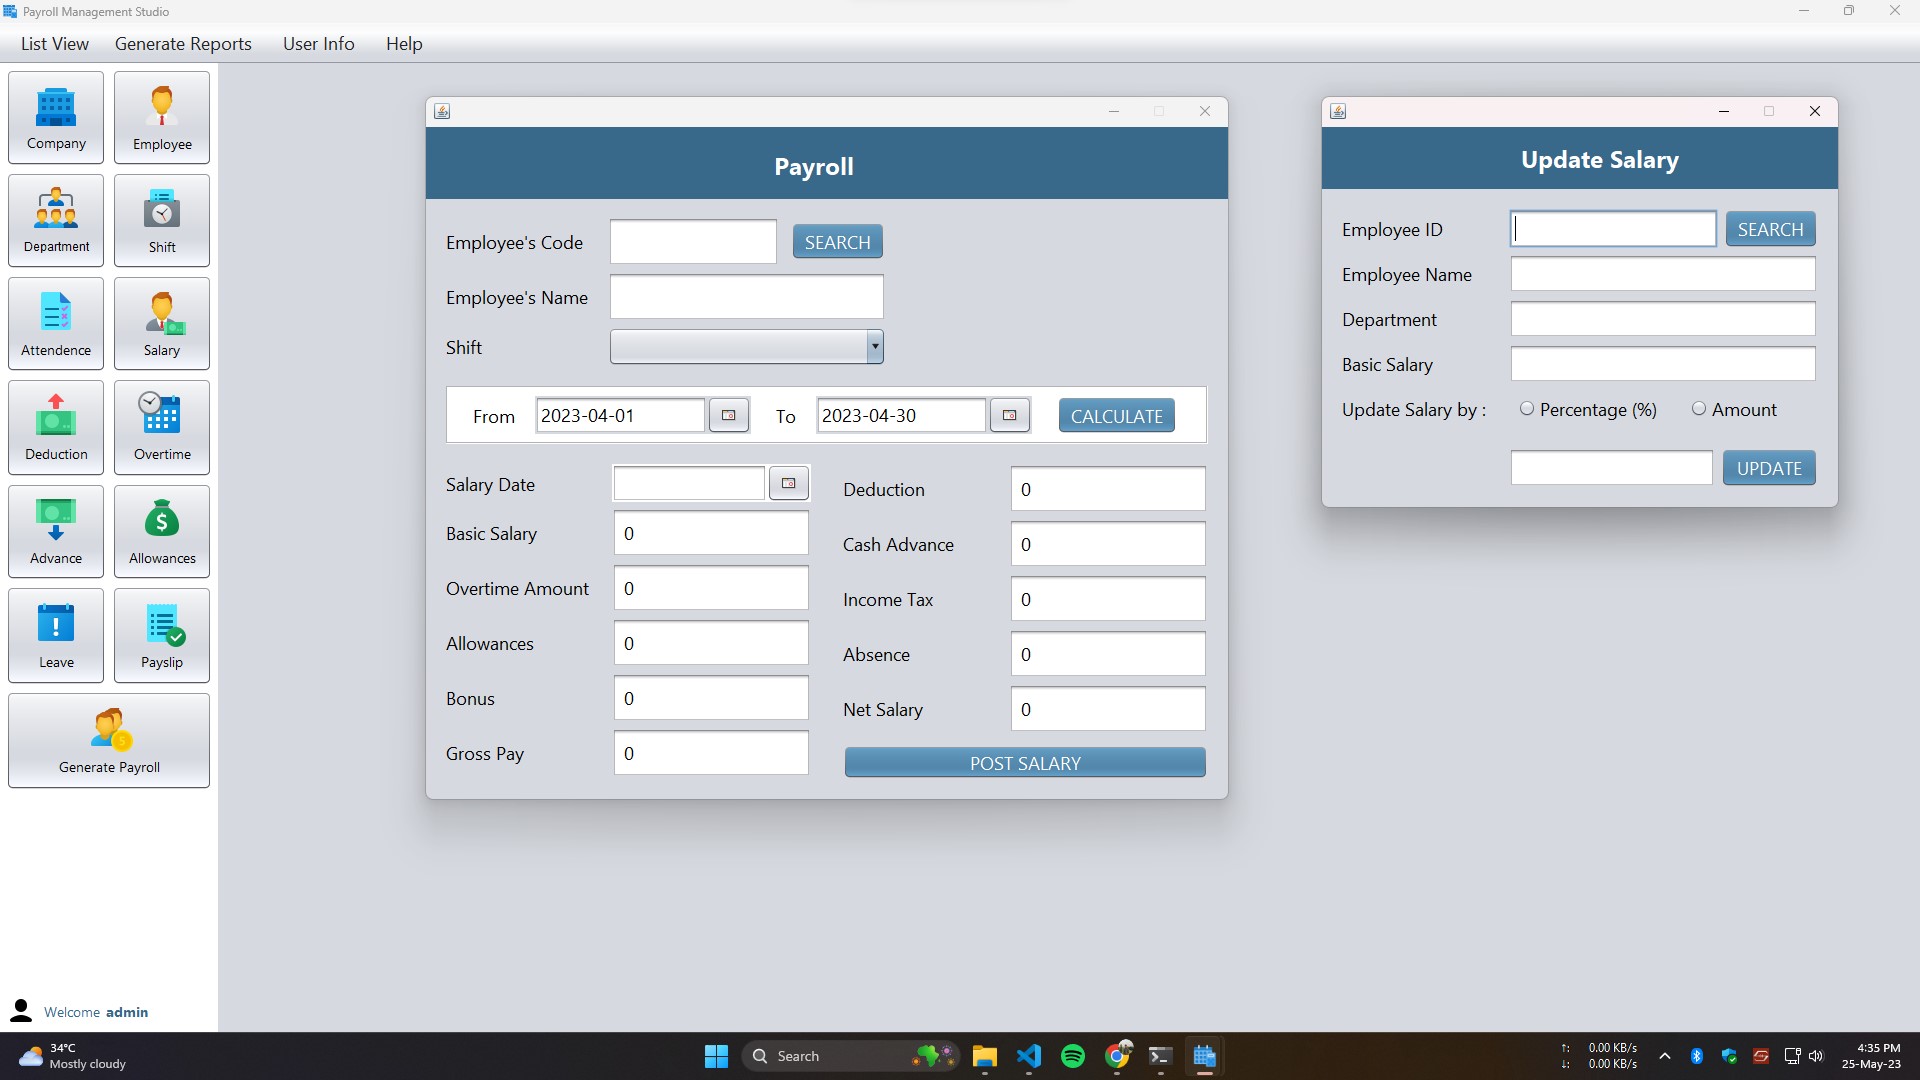 Payroll Management Studio
List View Generate Reports User Info Help
Company Employee
Department Shift
Attendence Salary
Deduction Overtime
Advance Allowances
Leave Payslip
Generate Payroll
Welcome admin
Payroll
Employee's Code SEARCH
Employee's Name
Shift
From 2023-04-01 To 2023-04-30 CALCULATE
Salary Date
Basic Salary 0
Overtime Amount 0
Allowances 0
Bonus 0
Gross Pay 0
Deduction 0
Cash Advance 0
Income Tax 0
Absence 0
Net Salary 0
POST SALARY
Update Salary
Employee ID SEARCH
Employee Name
Department
Basic Salary
Update Salary by : Percentage (%) Amount
UPDATE
34°C
Mostly cloudy
Search
↑: 0.00 KB/s
↓: 0.00 KB/s
4:35 PM
25-May-23